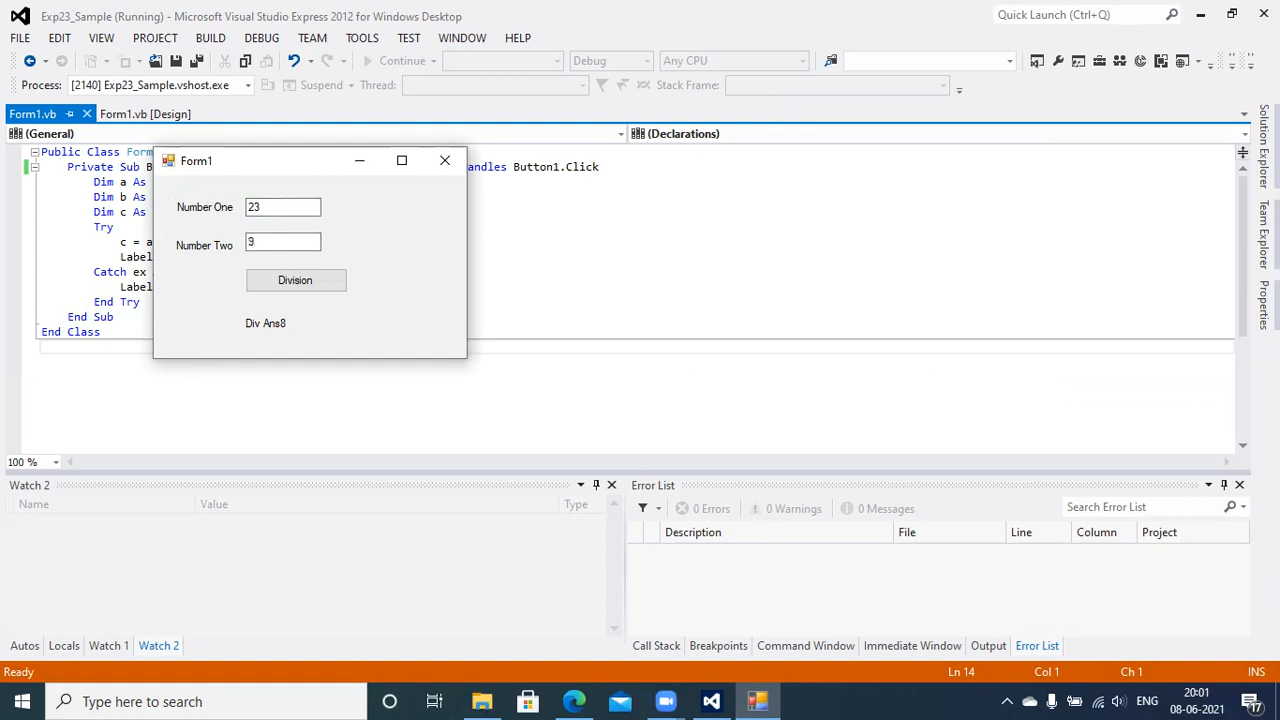 Exp23_Sample (Running) - Microsoft Visual Studio Express 2012 for Windows Desktop
Quick Launch (Ctrl+Q)
FILE EDIT VIEW PROJECT BUILD DEBUG TEAM TOOLS TEST WINDOW HELP
Continue Debug Any CPU
Process: [2140] Exp23_Sample.vshost.exe Suspend Thread: Stack Frame:
Form1.vb Form1.vb [Design]
(General) (Declarations)
Public Class Form
Private Sub B andles Button1.Click
Dim a As
Dim b As
Dim c As
Try
c = a
Label
Catch ex
Label
End Try
End Sub
End Class
Form1
Number One 23
Number Two 9
Division
Div Ans8
Solution Explorer
Team Explorer
Properties
100 %
Watch 2
Name Value Type
Error List
0 Errors 0 Warnings 0 Messages Search Error List
Description File Line Column Project
Autos Locals Watch 1 Watch 2
Call Stack Breakpoints Command Window Immediate Window Output Error List
Ready Ln 14 Col 1 Ch 1 INS
Type here to search
ENG
20:01
08-06-2021
17